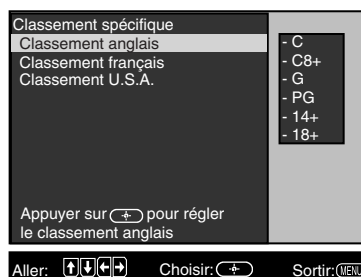 Classement spécifique
Classement anglais
Classement français
Classement U.S.A.
- C
- C8+
- G
- PG
- 14+
- 18+
Appuyer sur pour régler
le classement anglais
Aller: Choisir: Sortir: MENU